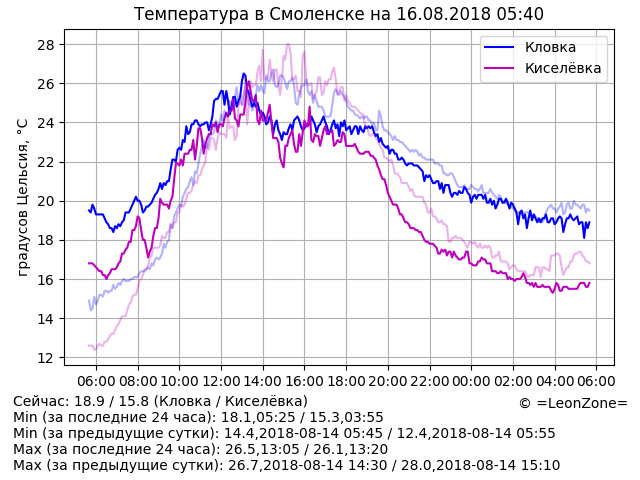 Температура в Смоленске на 16.08.2018 05:40
градусов Цельсия, °C
28
26
24
22
20
18
16
14
12
Кловка
Киселёвка
06:00 08:00 10:00 12:00 14:00 16:00 18:00 20:00 22:00 00:00 02:00 04:00 06:00
Сейчас: 18.9 / 15.8 (Кловка / Киселёвка)
© =LeonZone=
Min (за последние 24 часа): 18.1,05:25 / 15.3,03:55
Min (за предыдущие сутки): 14.4,2018-08-14 05:45 / 12.4,2018-08-14 05:55
Max (за последние 24 часа): 26.5,13:05 / 26.1,13:20
Max (за предыдущие сутки): 26.7,2018-08-14 14:30 / 28.0,2018-08-14 15:10